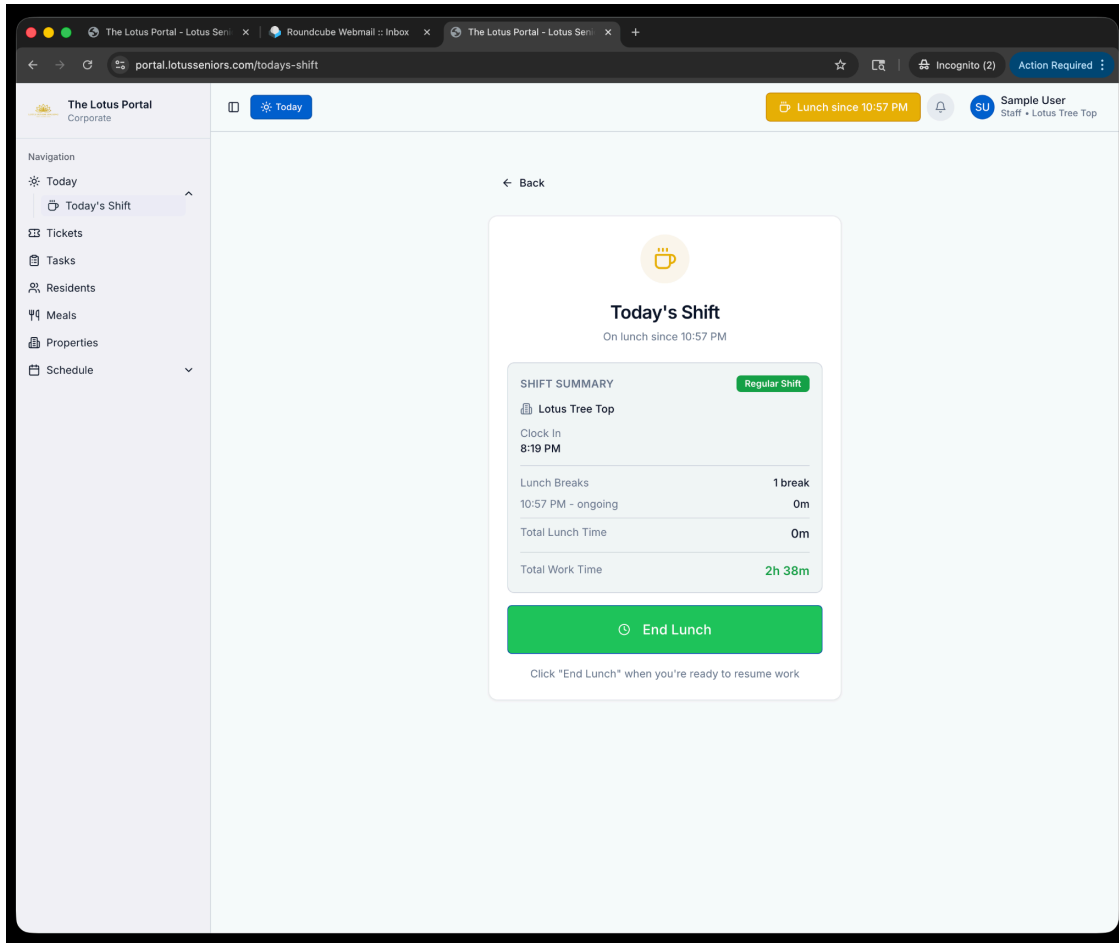 The Lotus Portal - Lotus Seni
Roundcube Webmail :: Inbox
The Lotus Portal - Lotus Seni
portal.lotusseniors.com/todays-shift
Incognito (2)
Action Required
The Lotus Portal
Corporate
Today
Lunch since 10:57 PM
SU
Sample User
Staff • Lotus Tree Top
Navigation
Today
Today's Shift
Tickets
Tasks
Residents
Meals
Properties
Schedule
Back
Today's Shift
On lunch since 10:57 PM
SHIFT SUMMARY
Regular Shift
Lotus Tree Top
Clock In
8:19 PM
Lunch Breaks 1 break
10:57 PM - ongoing 0m
Total Lunch Time 0m
Total Work Time 2h 38m
End Lunch
Click "End Lunch" when you're ready to resume work